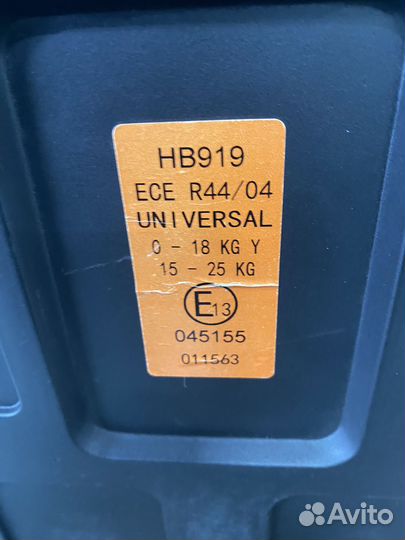 HB919
ECE R44/04
UNIVERSAL
0 - 18 KG Y
15 - 25 KG
E13
045155
011563
Avito